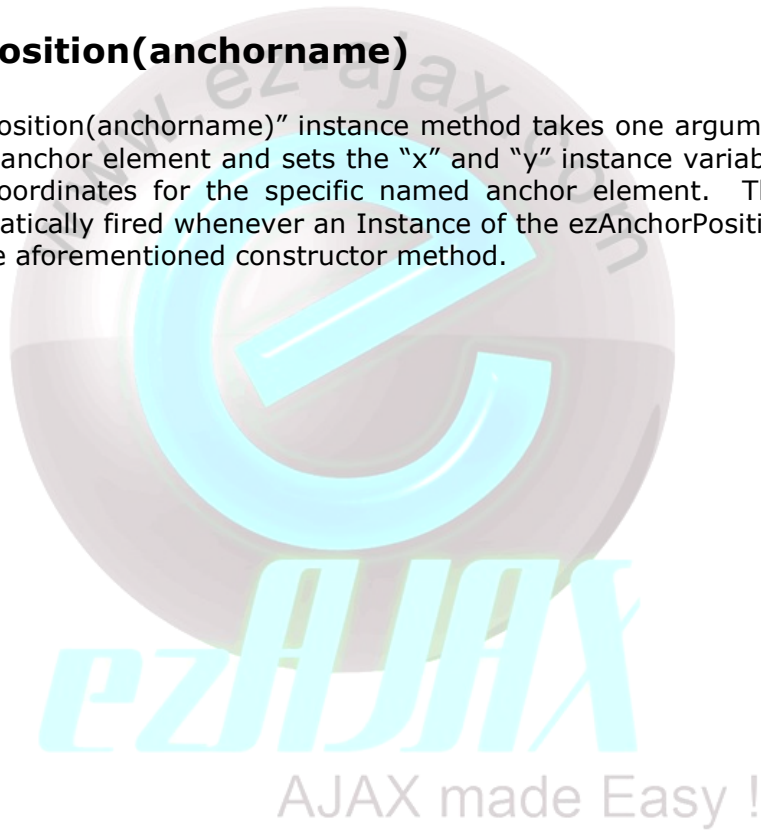 osition(anchorname)
osition(anchorname)” instance method takes one argum
anchor element and sets the “x” and “y” instance variab
oordinates for the specific named anchor element. T
atically fired whenever an Instance of the ezAnchorPositi
e aforementioned constructor method.
www.ez-ajax.com
ezAJAX
AJAX made Easy !